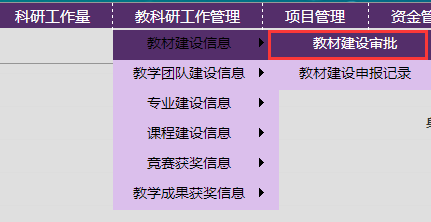 科研工作量 教科研工作管理 项目管理 资金管
教材建设信息 教材建设审批
教学团队建设信息 教材建设申报记录
专业建设信息
课程建设信息
竞赛获奖信息
教学成果获奖信息